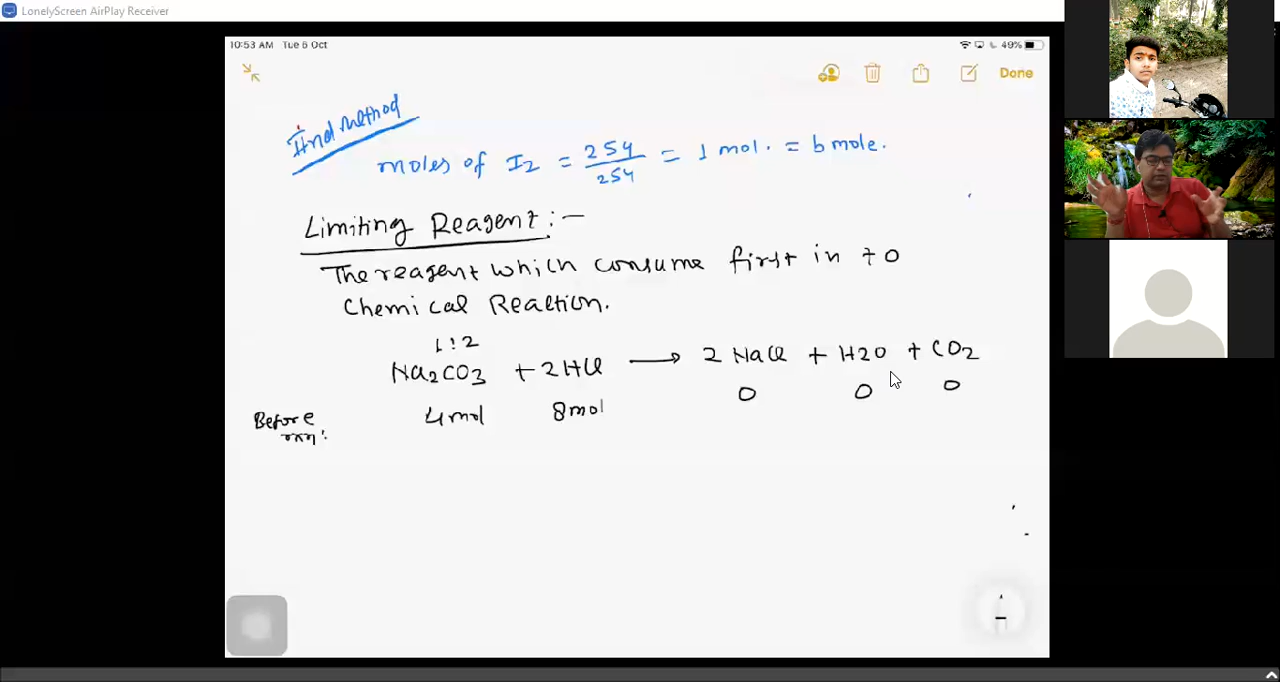 LonelyScreen AirPlay Receiver
10:53 AM Tue 5 Oct
49%
Done
IInd Method
moles of I2 = 254/254 = 1 mol. = b mole.
Limiting Reagent :-
The reagent which consume first in to
Chemical Reaction.
1:2
Na2CO3 + 2HCl → 2 NaCl + H2O + CO2
Before rxn: 4mol 8mol 0 0 0